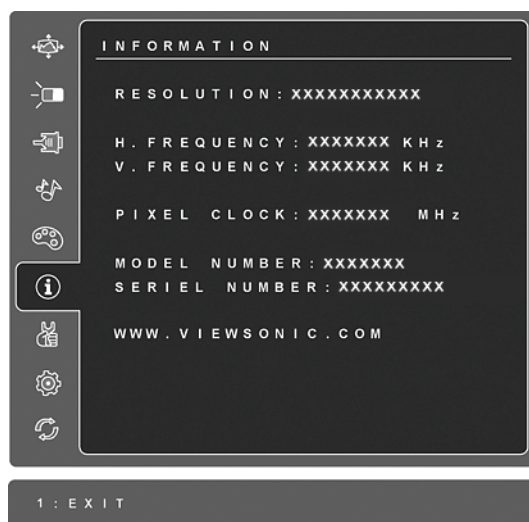 INFORMATION
RESOLUTION: XXXXXXXXXXX
H. FREQUENCY: XXXXXXX KHz
V. FREQUENCY: XXXXXXX KHz
PIXEL CLOCK: XXXXXXX MHz
MODEL NUMBER: XXXXXXX
SERIEL NUMBER: XXXXXXXXX
WWW.VIEWSONIC.COM
1:EXIT